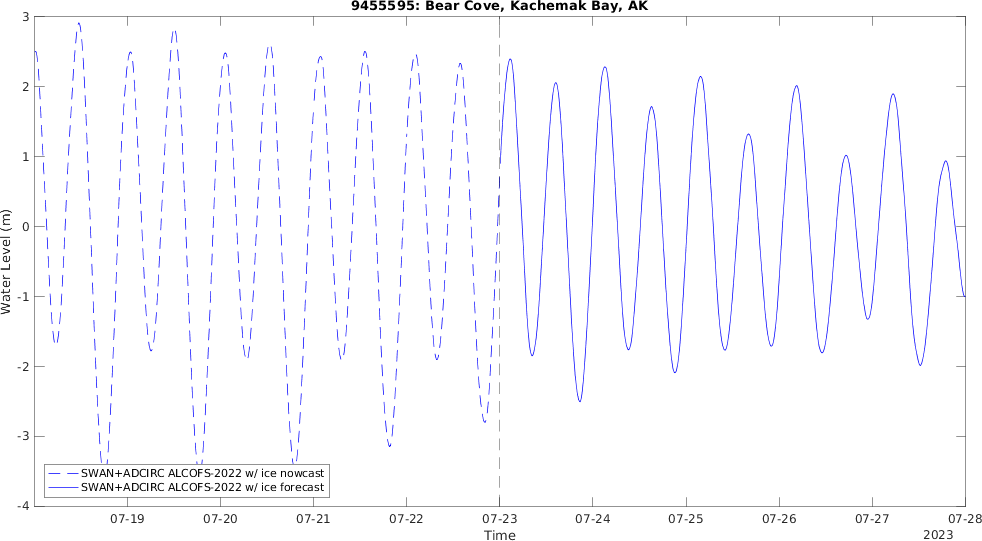 9455595: Bear Cove, Kachemak Bay, AK
3
2
1
0
-1
-2
-3
-4
Water Level (m)
SWAN+ADCIRC ALCOFS-2022 w/ ice nowcast
SWAN+ADCIRC ALCOFS-2022 w/ ice forecast
07-19 07-20 07-21 07-22 07-23 07-24 07-25 07-26 07-27 07-28
Time
2023